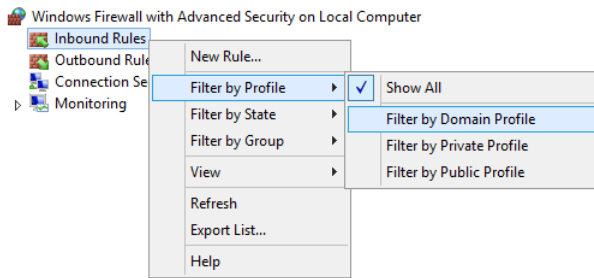 Windows Firewall with Advanced Security on Local Computer
Inbound Rules
Outbound Rule
Connection Se
Monitoring
New Rule...
Filter by Profile
Filter by State
Filter by Group
View
Refresh
Export List...
Help
Show All
Filter by Domain Profile
Filter by Private Profile
Filter by Public Profile